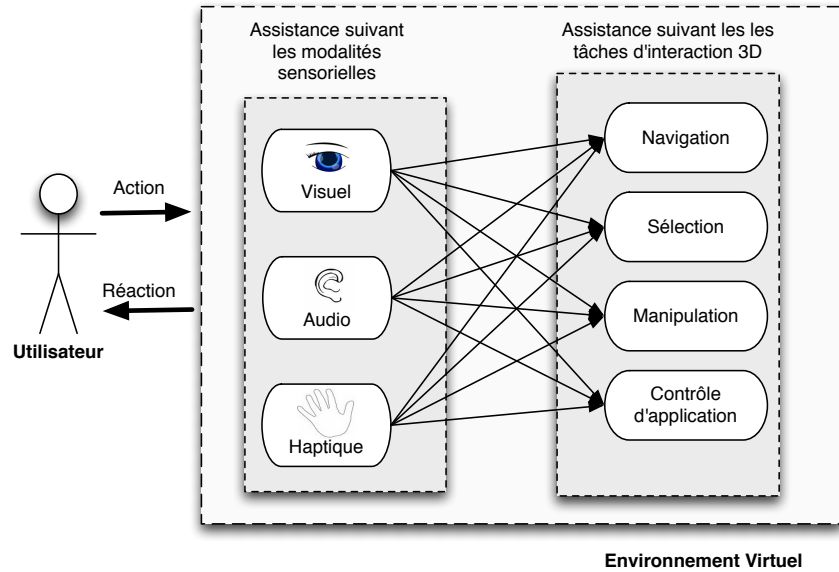 Assistance suivant
les modalités
sensorielles
Assistance suivant les les
tâches d'interaction 3D
Action
Réaction
Utilisateur
Visuel
Audio
Haptique
Navigation
Sélection
Manipulation
Contrôle
d'application
Environnement Virtuel